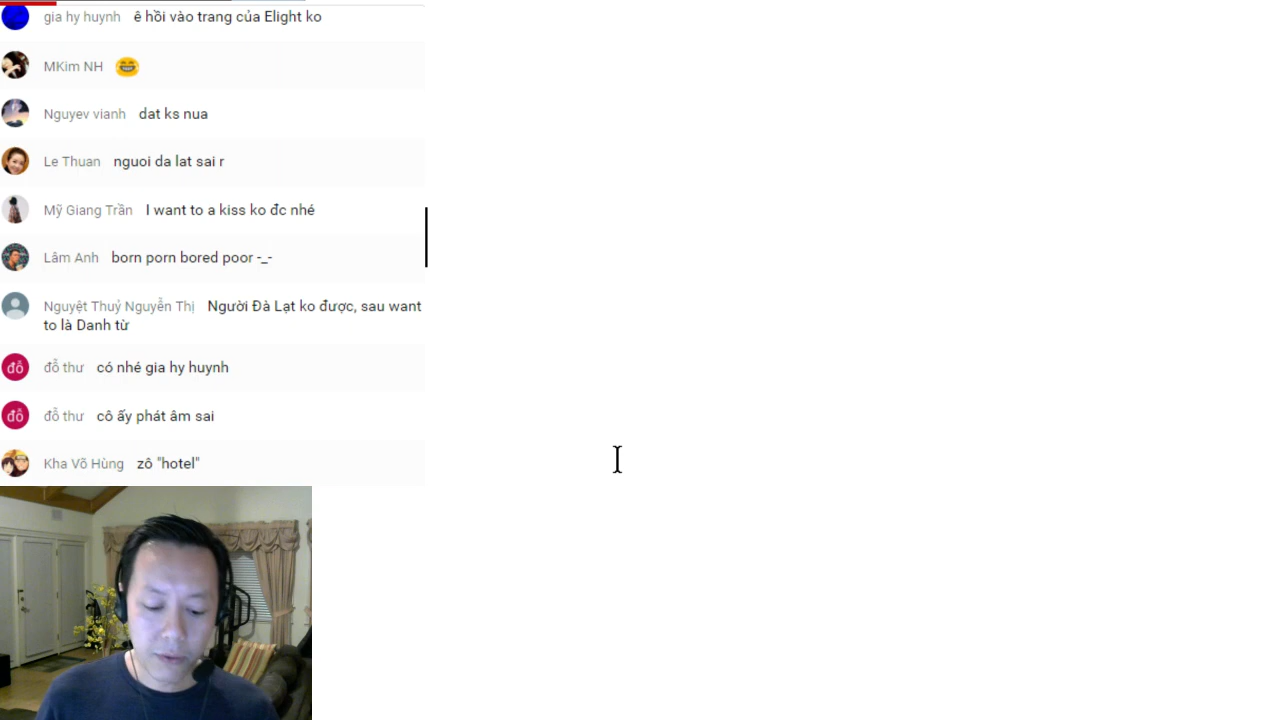 gia hy huynh ê hồi vào trang của Elight ko
MKim NH
Nguyev vianh dat ks nua
Le Thuan nguoi da lat sai r
Mỹ Giang Trần I want to a kiss ko đc nhé
Lâm Anh born porn bored poor -_-
Nguyệt Thuỷ Nguyễn Thị Người Đà Lạt ko được, sau want
to là Danh từ
đỗ đỗ thư có nhé gia hy huynh
đỗ đỗ thư cô ấy phát âm sai
Kha Võ Hùng zô "hotel"